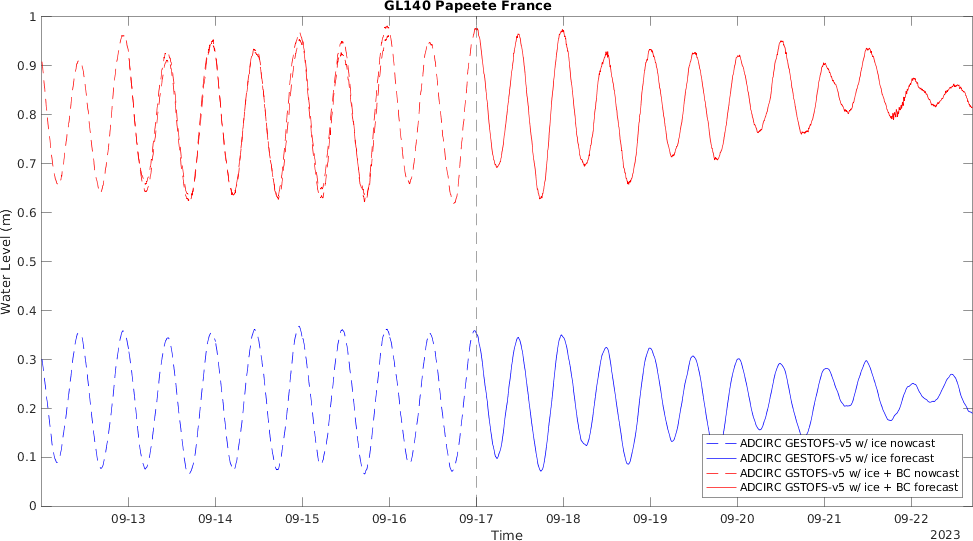 GL140 Papeete France
Water Level (m)
1
0.9
0.8
0.7
0.6
0.5
0.4
0.3
0.2
0.1
0
ADCIRC GESTOFS-v5 w/ ice nowcast
ADCIRC GESTOFS-v5 w/ ice forecast
ADCIRC GSTOFS-v5 w/ ice + BC nowcast
ADCIRC GSTOFS-v5 w/ ice + BC forecast
09-13 09-14 09-15 09-16 09-17 09-18 09-19 09-20 09-21 09-22
Time
2023